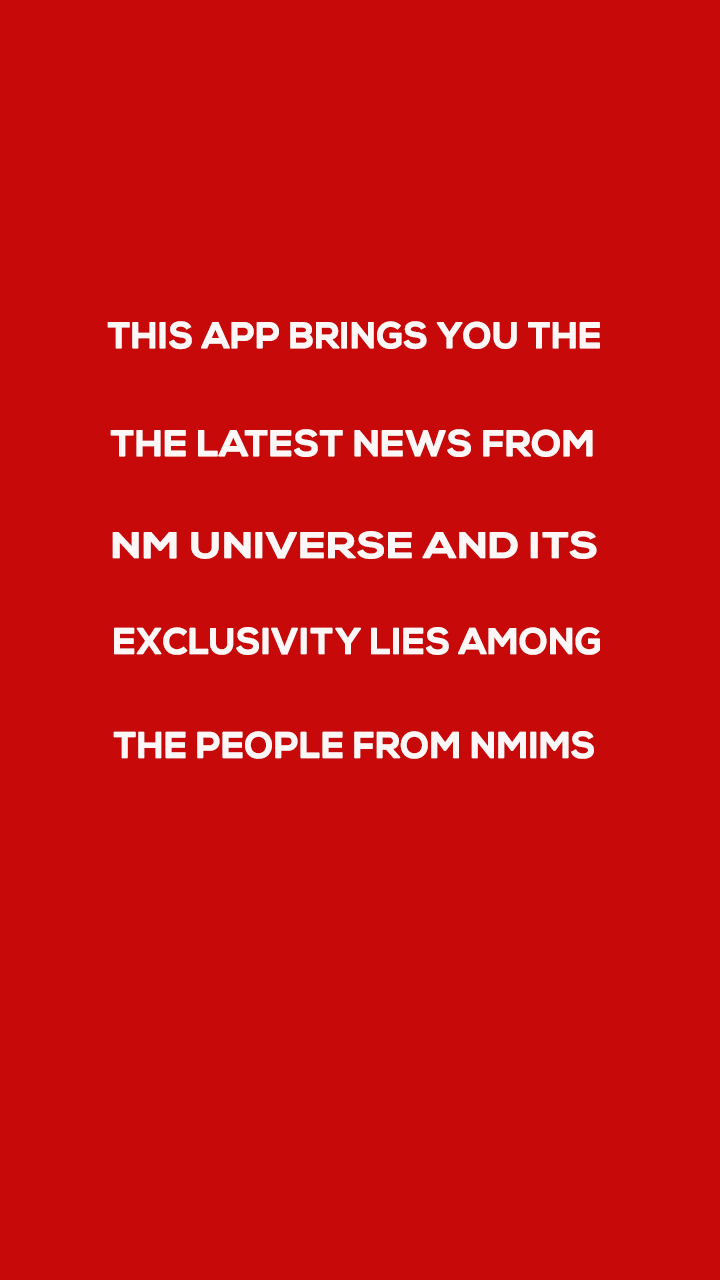 THIS APP BRINGS YOU THE
THE LATEST NEWS FROM
NM UNIVERSE AND ITS
EXCLUSIVITY LIES AMONG
THE PEOPLE FROM NMIMS